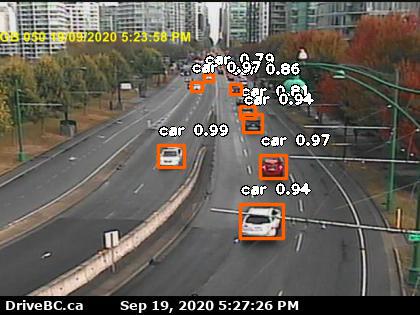 GB 050 19/09/2020 5:23:58 PM
car 0.79
car 0.97
0.86
car 0.81
car 0.94
car 0.99
car 0.97
car 0.94
DriveBC.ca Sep 19, 2020 5:27:26 PM